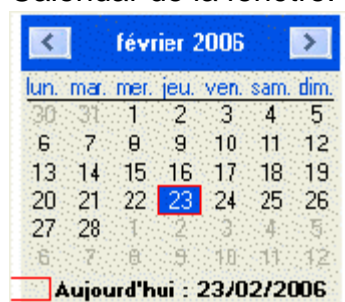 Calendar de la fenêtre.
février 2006
lun. mar. mer. jeu. ven. sam. dim.
30 31 1 2 3 4 5
6 7 8 9 10 11 12
13 14 15 16 17 18 19
20 21 22 23 24 25 26
27 28 1 2 3 4 5
6 7 8 9 10 11 12
Aujourd'hui : 23/02/2006